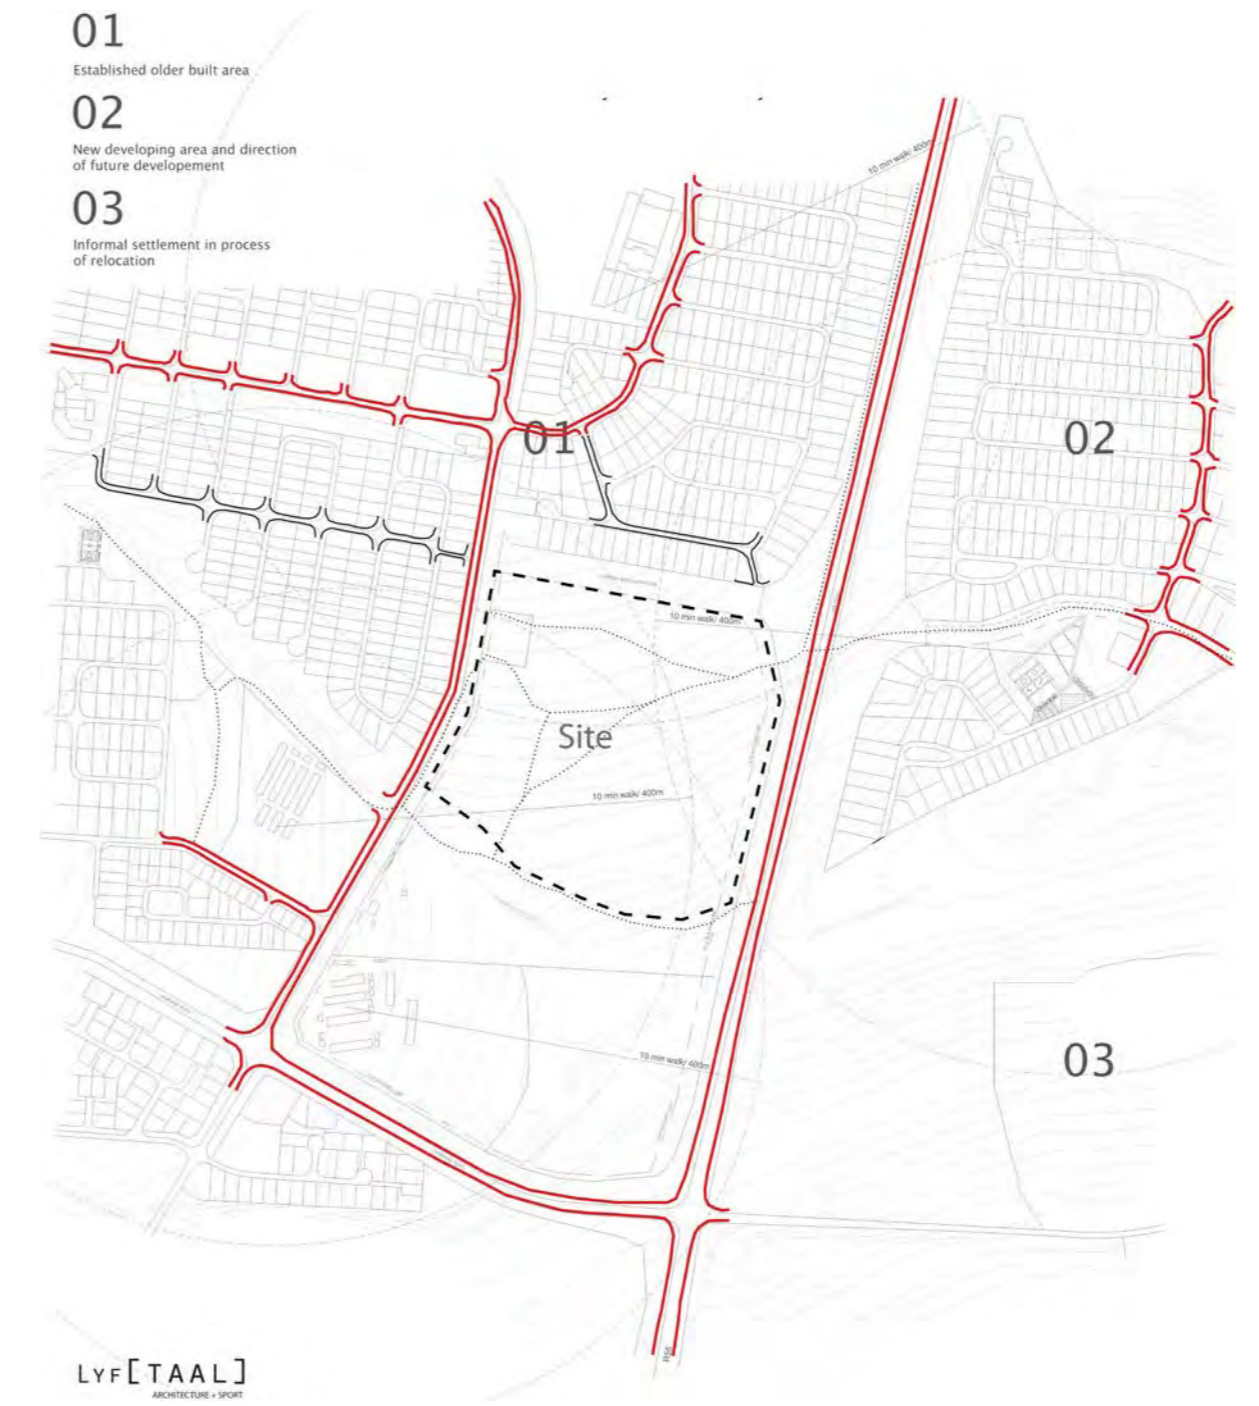 01
Established older built area
02
New developing area and direction
of future developement
03
Informal settlement in process
of relocation
10 min walk/ 400m
01
02
10 min walk/ 400m
Site
10 min walk/ 400m
03
10 min walk/ 400m
R55
LYF[TAAL]
ARCHITECTURE + SPORT